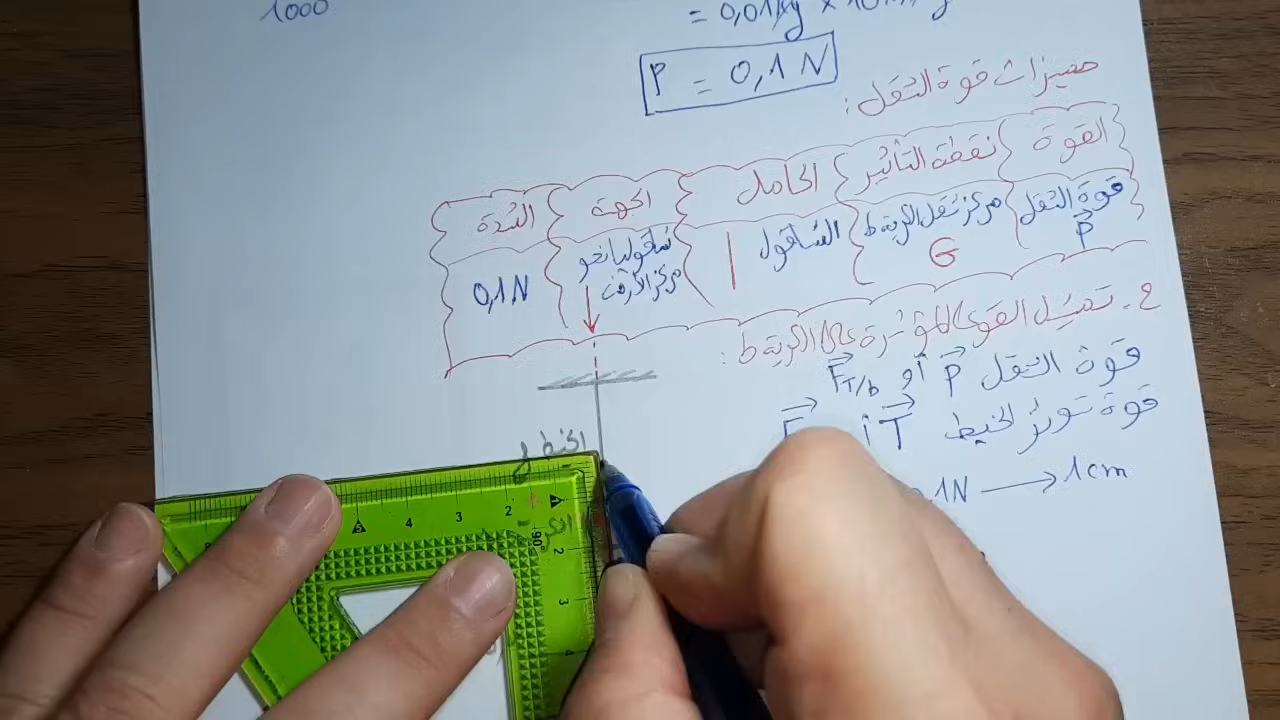 1000
= 0,01kg x 10
P = 0,1 N
مميزات قوة الثقل:
القوة نقطة التأثير الحامل الجهة الشدة
قوة الثقل P مركز ثقل الكرية b G الشاقول | شاقوليا نحو مركز الأرض 0,1N
2- تمثيل القوى المؤثرة على الكرية b:
قوة الثقل P أو F T/b
قوة توتر الخيط T أ F
1N → 1cm
الخيط f